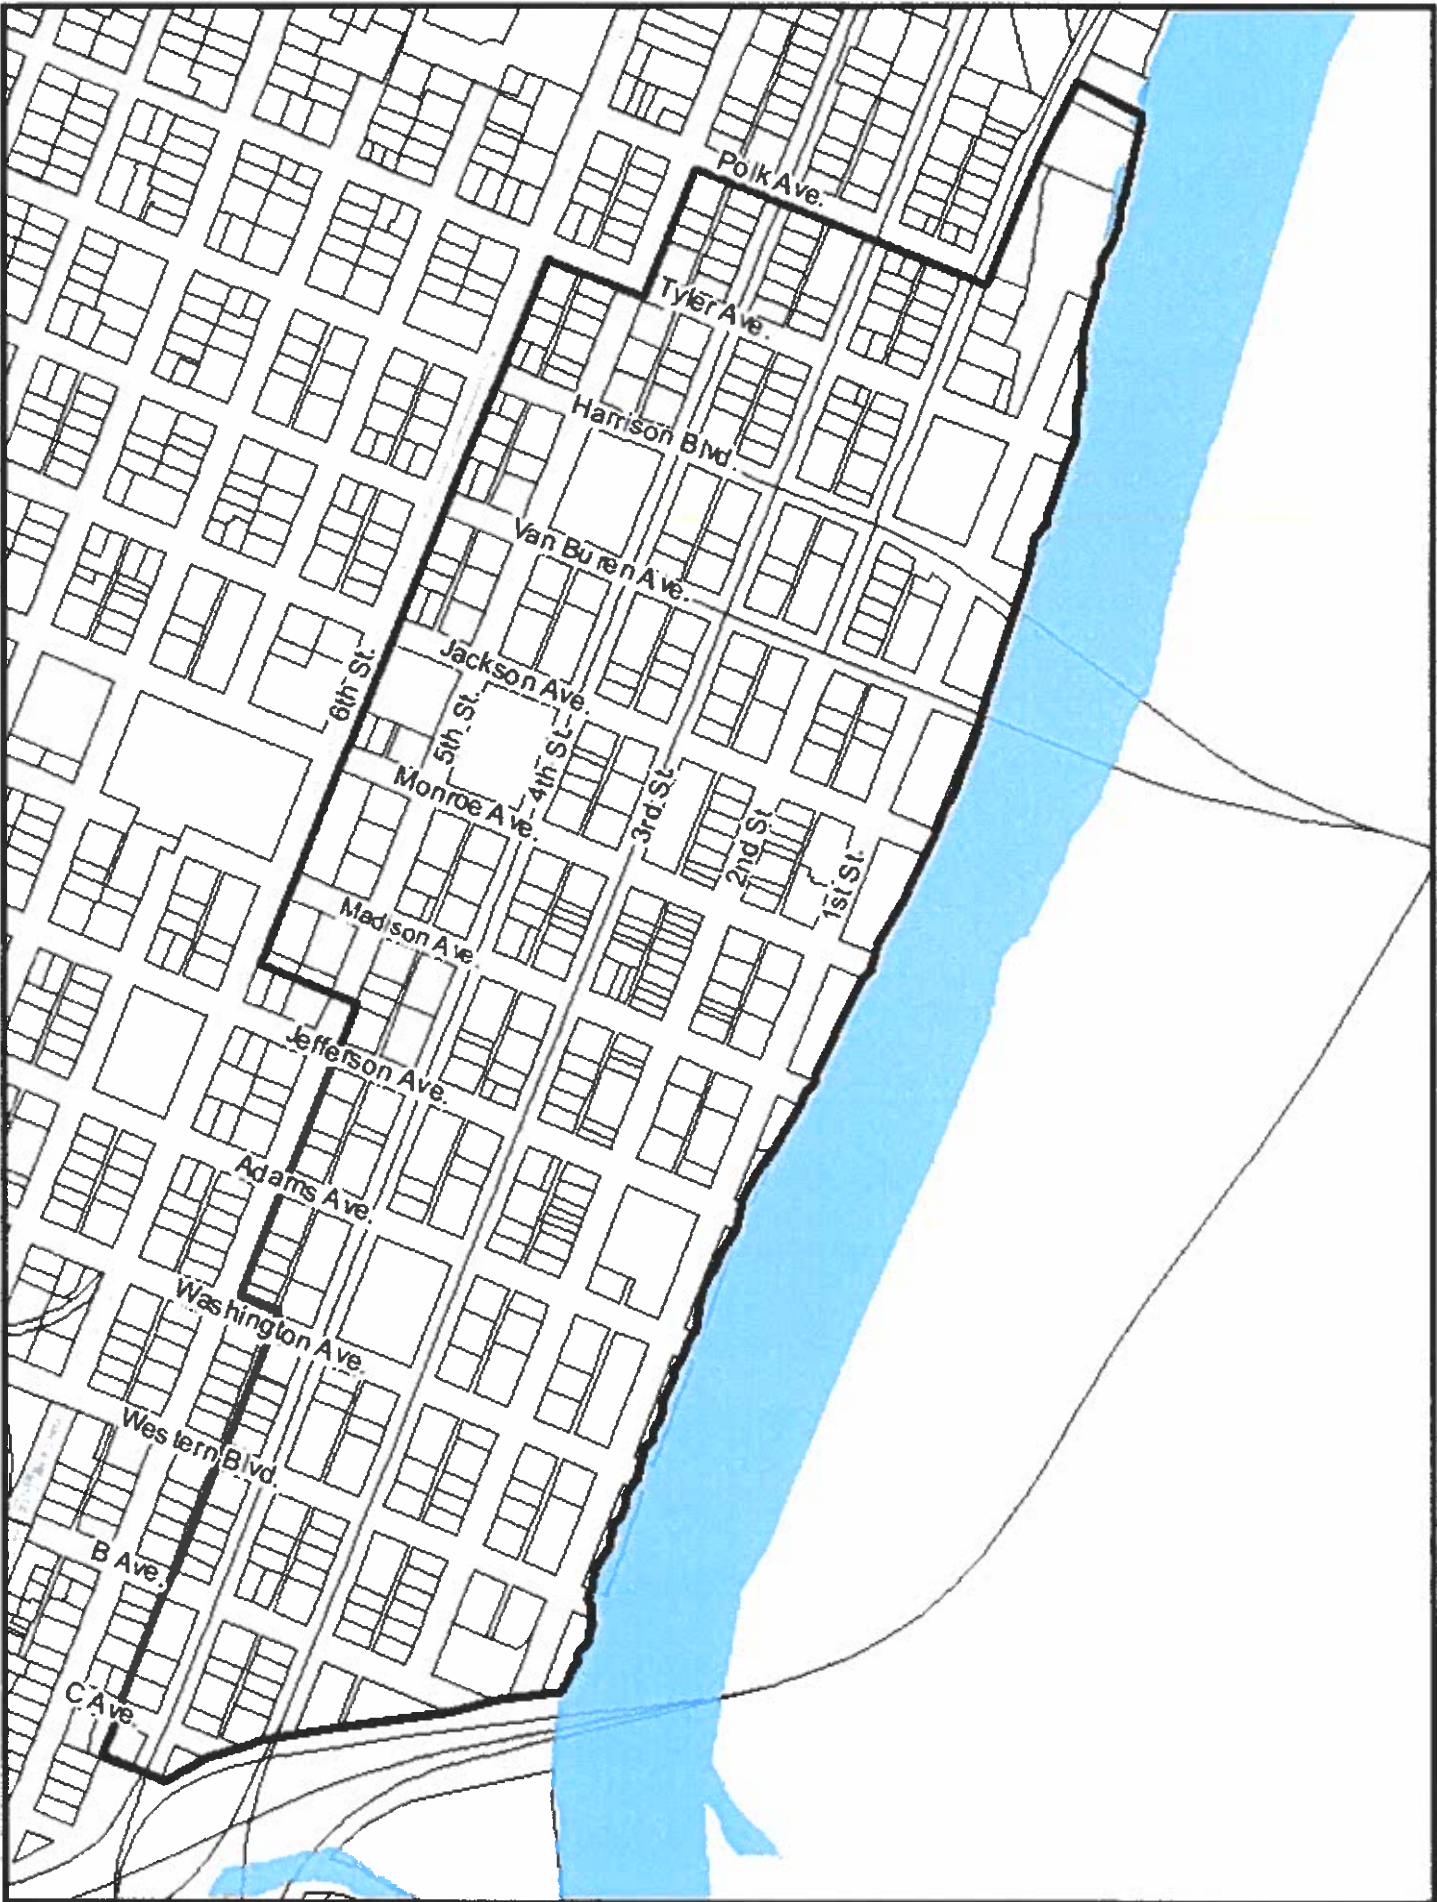 Polk Ave.
Tyler Ave.
Harrison Blvd.
Van Buren Ave.
Jackson Ave.
6th St.
5th St.
4th St.
Monroe Ave.
3rd St.
2nd St
1st St.
Madison Ave.
Jefferson Ave.
Adams Ave.
Washington Ave.
Western Blvd.
B Ave.
C Ave.